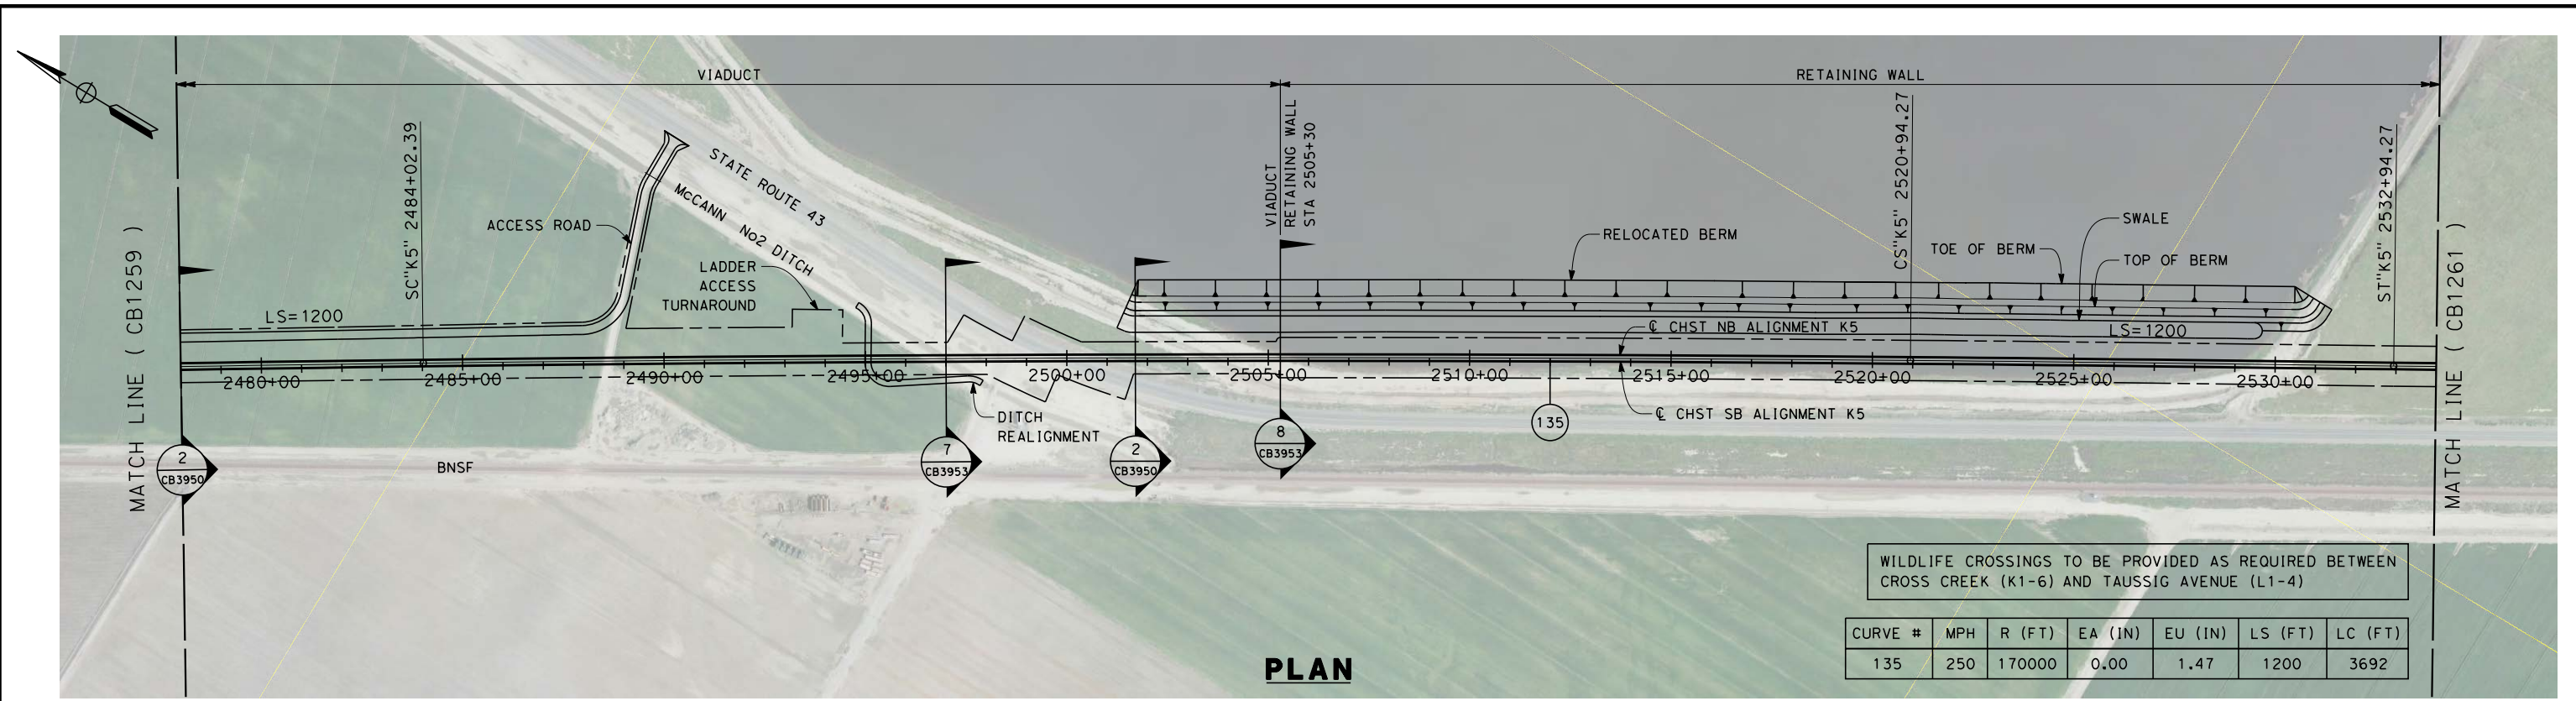 VIADUCT
RETAINING WALL
MATCH LINE ( CB1259 )
SC"K5" 2484+02.39
STATE ROUTE 43
McCANN No2 DITCH
ACCESS ROAD
LADDER
ACCESS
TURNAROUND
LS=1200
VIADUCT
RETAINING WALL
STA 2505+30
RELOCATED BERM
CS"K5" 2520+94.27
TOE OF BERM
SWALE
TOP OF BERM
ST"K5" 2532+94.27
MATCH LINE ( CB1261 )
℄ CHST NB ALIGNMENT K5
LS=1200
2480+00
2485+00
2490+00
2495+00
2500+00
2505+00
2510+00
2515+00
2520+00
2525+00
2530+00
℄ CHST SB ALIGNMENT K5
DITCH
REALIGNMENT
135
BNSF
2
CB3950
7
CB3953
2
CB3950
8
CB3953
WILDLIFE CROSSINGS TO BE PROVIDED AS REQUIRED BETWEEN
CROSS CREEK (K1-6) AND TAUSSIG AVENUE (L1-4)
CURVE # MPH R (FT) EA (IN) EU (IN) LS (FT) LC (FT)
135 250 170000 0.00 1.47 1200 3692
PLAN